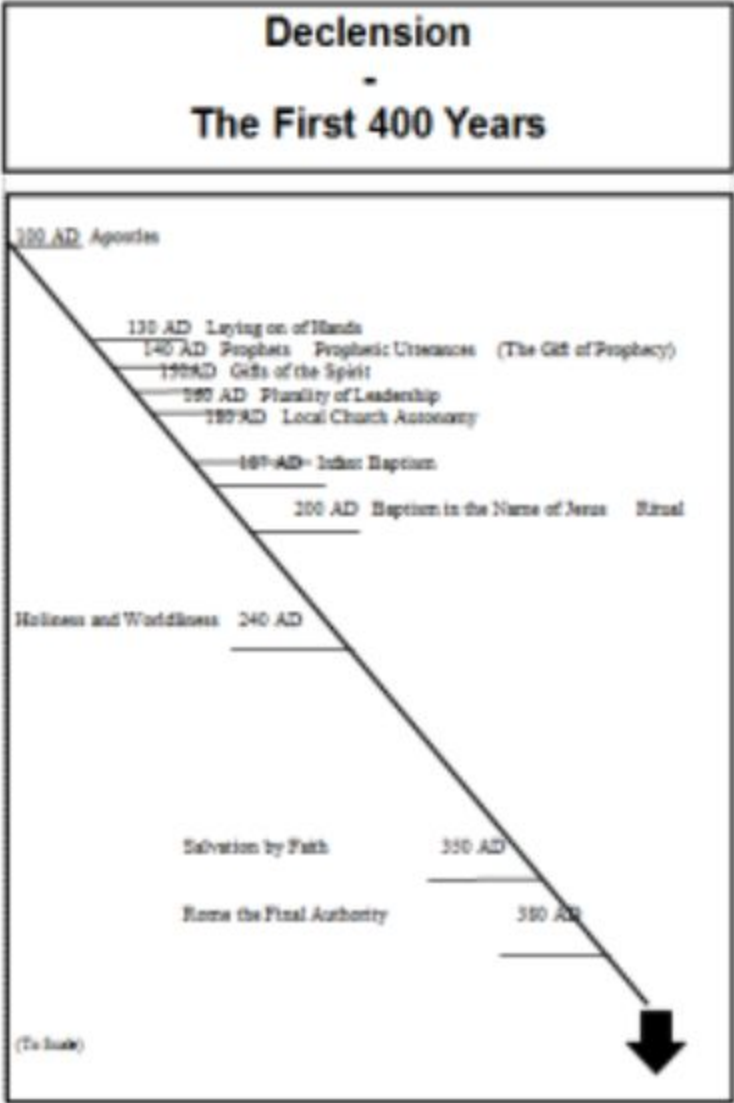 Declension
-
The First 400 Years
100 AD Apostles
130 AD Laying on of Hands
140 AD Prophets Prophetic Utterances (The Gift of Prophecy)
150AD Gifts of the Spirit
160 AD Plurality of Leadership
180 AD Local Church Autonomy
187 AD Infant Baptism
200 AD Baptism in the Name of Jesus Ritual
Holiness and Worldliness 240 AD
Salvation by Faith 350 AD
Rome the Final Authority 380 AD
(To Scale)